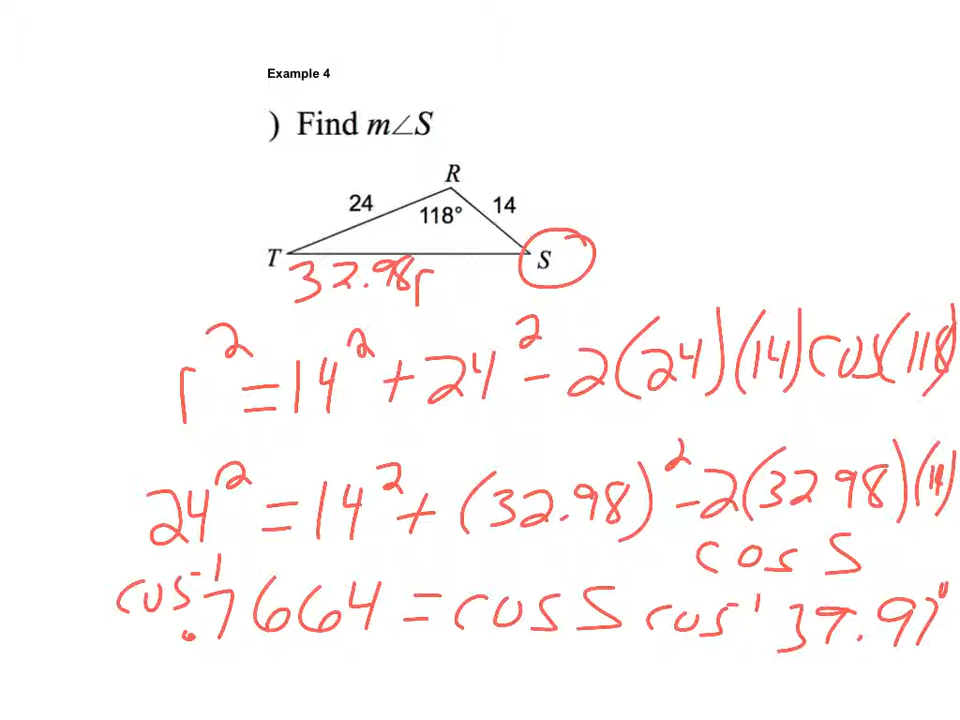 Example 4
) Find m∠S
R
24
118°
14
T
S
32.98r
r² = 14² + 24² - 2(24)(14)cos(118)
24² = 14² + (32.98)² - 2(32.98)(14)
cos S
cos⁻¹ .7664 = cos S cos⁻¹ 39.97°